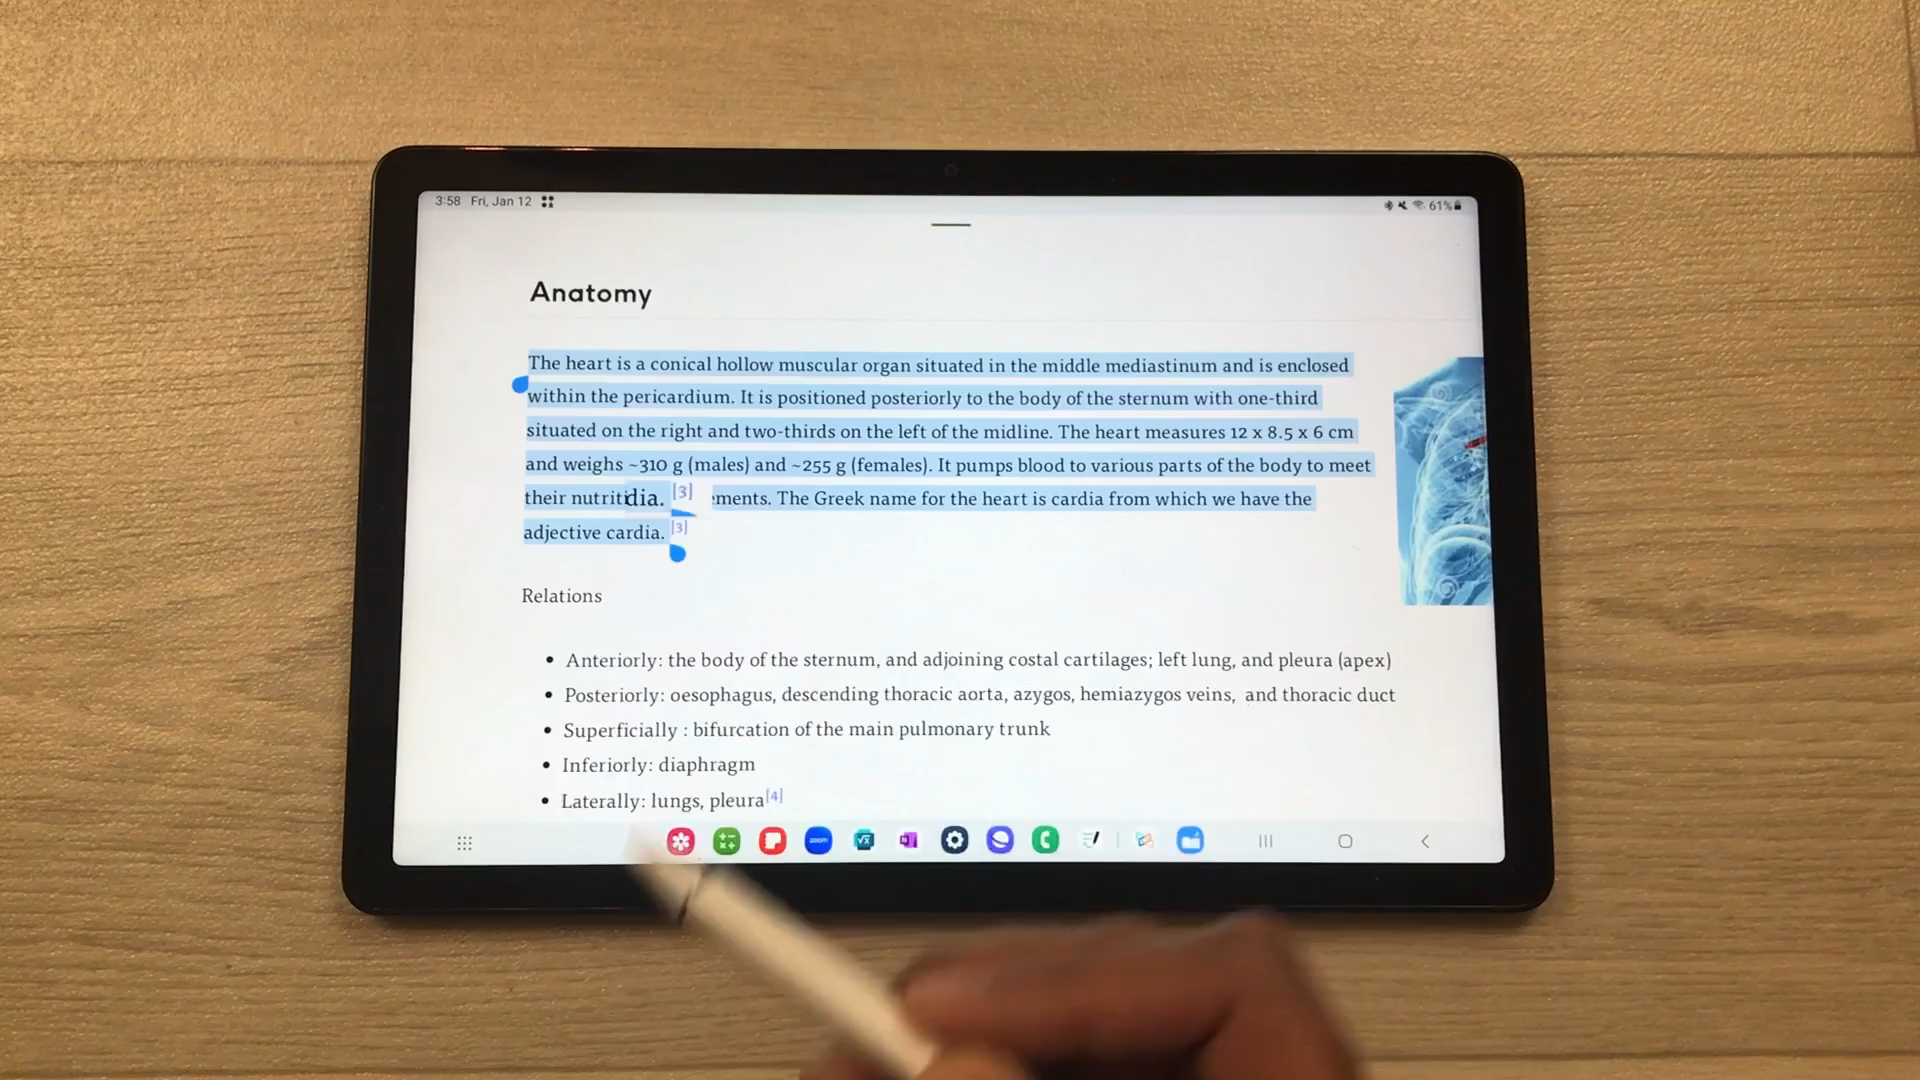 3:58 Fri, Jan 12
61%
Anatomy
The heart is a conical hollow muscular organ situated in the middle mediastinum and is enclosed
within the pericardium. It is positioned posteriorly to the body of the sternum with one-third
situated on the right and two-thirds on the left of the midline. The heart measures 12 x 8.5 x 6 cm
and weighs ~310 g (males) and ~255 g (females). It pumps blood to various parts of the body to meet
their nutriti dia. [3] ments. The Greek name for the heart is cardia from which we have the
adjective cardia. [3]
Relations
• Anteriorly: the body of the sternum, and adjoining costal cartilages; left lung, and pleura (apex)
• Posteriorly: oesophagus, descending thoracic aorta, azygos, hemiazygos veins, and thoracic duct
• Superficially : bifurcation of the main pulmonary trunk
• Inferiorly: diaphragm
• Laterally: lungs, pleura[4]
zoom